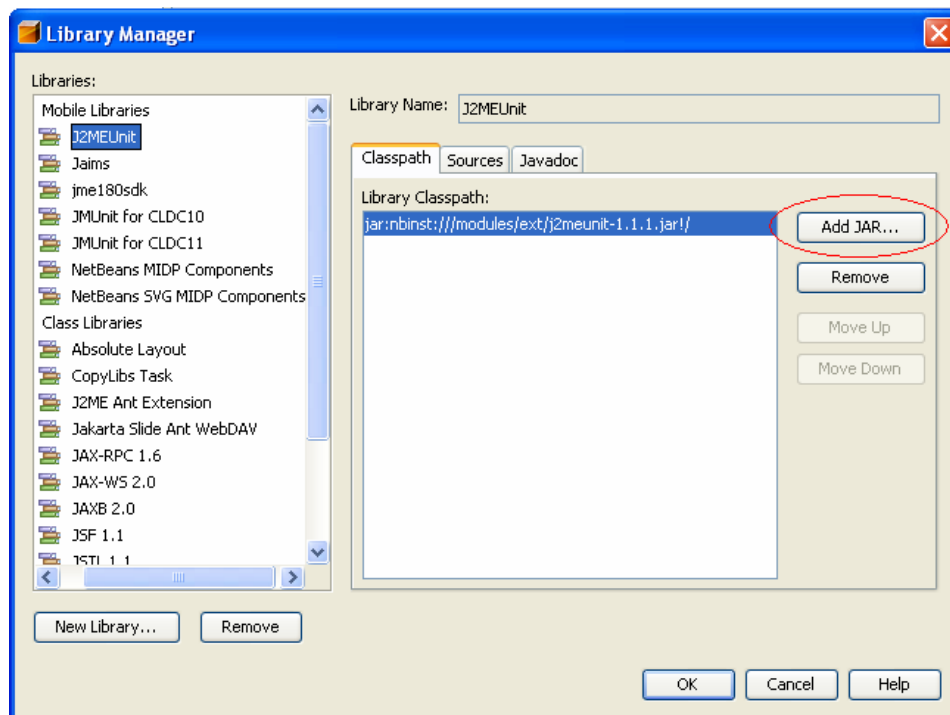 Library Manager
Libraries:
Mobile Libraries
J2MEUnit
Jaims
jme180sdk
JMUnit for CLDC10
JMUnit for CLDC11
NetBeans MIDP Components
NetBeans SVG MIDP Components
Class Libraries
Absolute Layout
CopyLibs Task
J2ME Ant Extension
Jakarta Slide Ant WebDAV
JAX-RPC 1.6
JAX-WS 2.0
JAXB 2.0
JSF 1.1
JSTL 1.1
New Library...
Remove
Library Name: J2MEUnit
Classpath Sources Javadoc
Library Classpath:
jar:nbinst:///modules/ext/j2meunit-1.1.1.jar!/
Add JAR...
Remove
Move Up
Move Down
OK Cancel Help